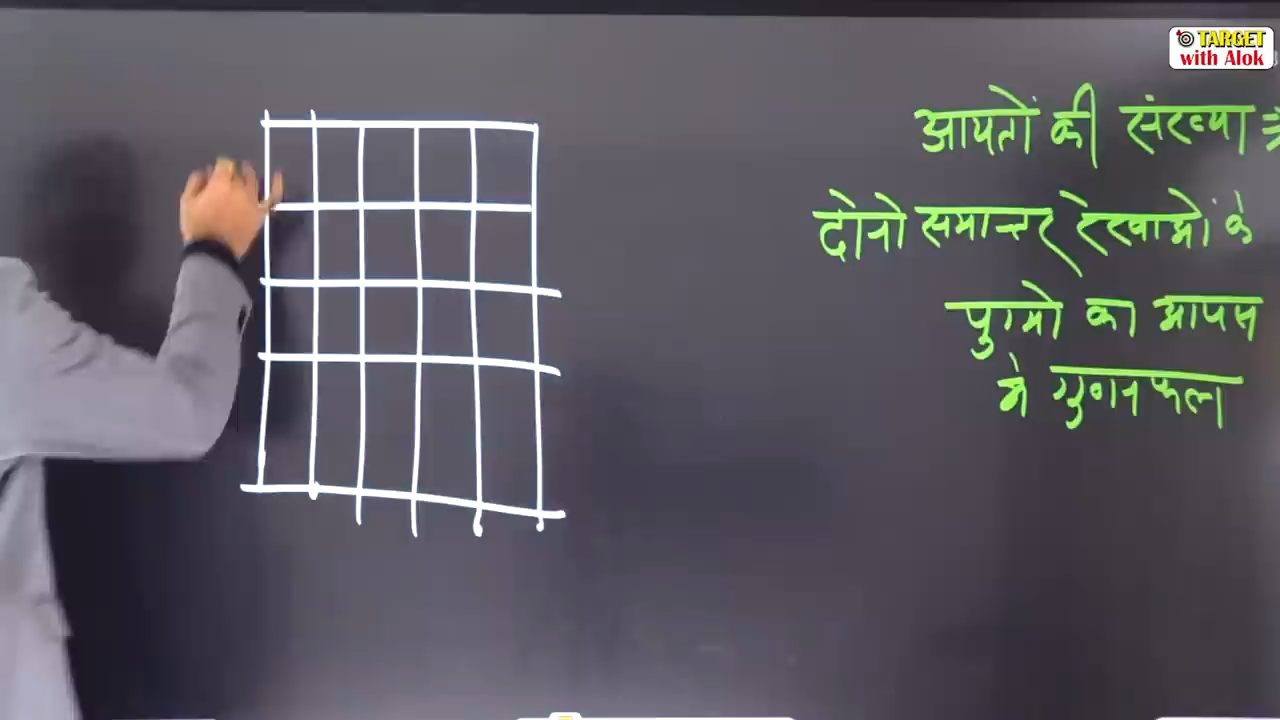 TARGET
with Alok
आयतों की संख्या ⇒
दोनो समान्तर रेखाओं के
युग्मो का आपस
मे गुणनफल